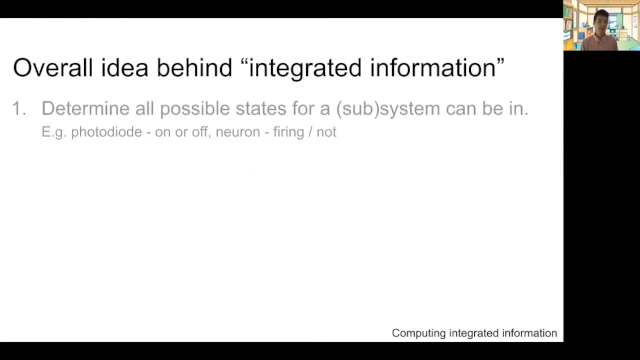 Overall idea behind “integrated information”
1. Determine all possible states for a (sub)system can be in.
E.g. photodiode - on or off, neuron - firing / not
Computing integrated information